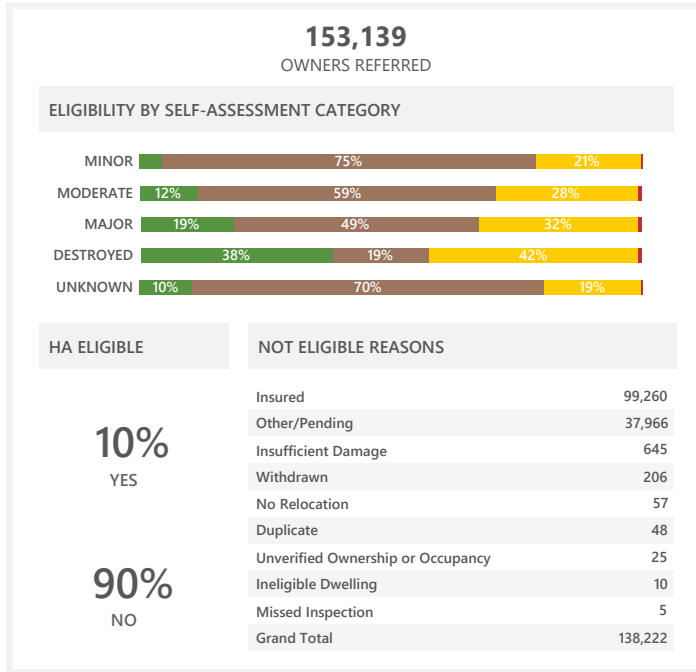 153,139
OWNERS REFERRED
ELIGIBILITY BY SELF-ASSESSMENT CATEGORY
MINOR 75% 21%
MODERATE 12% 59% 28%
MAJOR 19% 49% 32%
DESTROYED 38% 19% 42%
UNKNOWN 10% 70% 19%
HA ELIGIBLE
10%
YES
90%
NO
NOT ELIGIBLE REASONS
Insured 99,260
Other/Pending 37,966
Insufficient Damage 645
Withdrawn 206
No Relocation 57
Duplicate 48
Unverified Ownership or Occupancy 25
Ineligible Dwelling 10
Missed Inspection 5
Grand Total 138,222